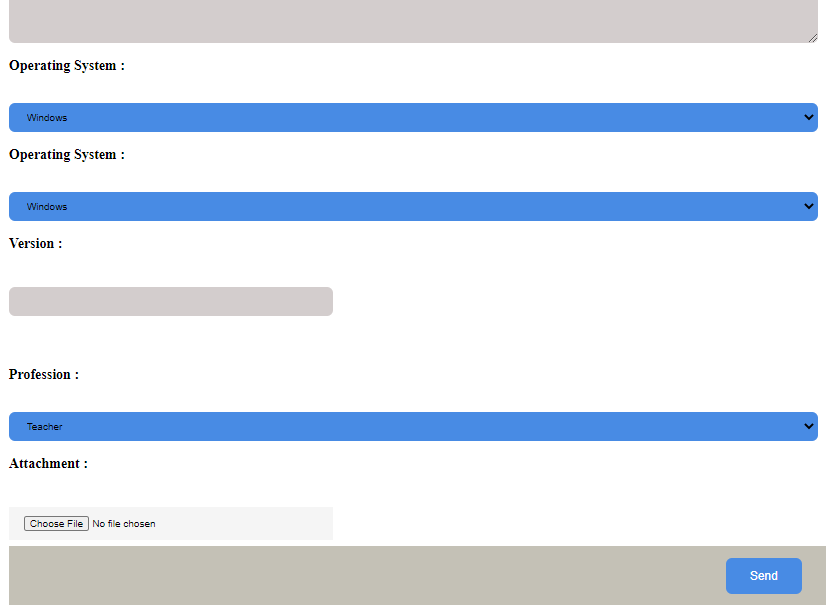 Operating System :
Windows
Operating System :
Windows
Version :
Profession :
Teacher
Attachment :
Choose File No file chosen
Send